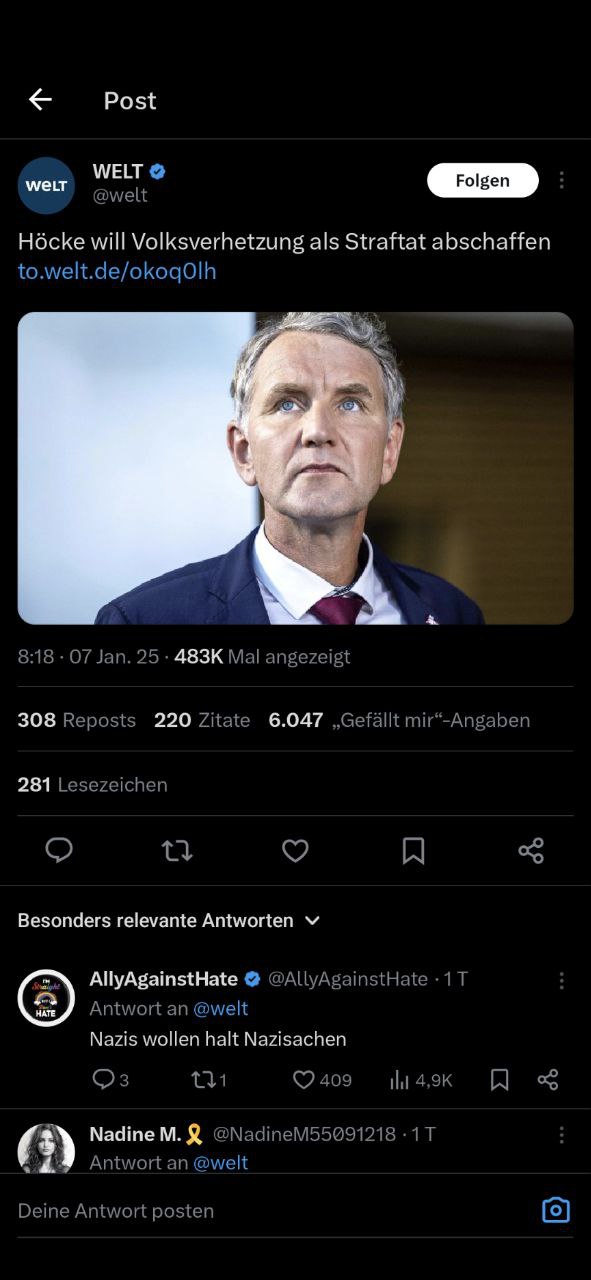 Post
WELT
WELT
@welt
Folgen
Höcke will Volksverhetzung als Straftat abschaffen
to.welt.de/okoq0lh
8:18 · 07 Jan. 25 · 483K Mal angezeigt
308 Reposts 220 Zitate 6.047 „Gefällt mir“-Angaben
281 Lesezeichen
Besonders relevante Antworten
I'M
Straight
HATE
AllyAgainstHate @AllyAgainstHate · 1 T
Antwort an @welt
Nazis wollen halt Nazisachen
3 1 409 4,9K
Nadine M.🎗️ @NadineM55091218 · 1 T
Antwort an @welt
Deine Antwort posten